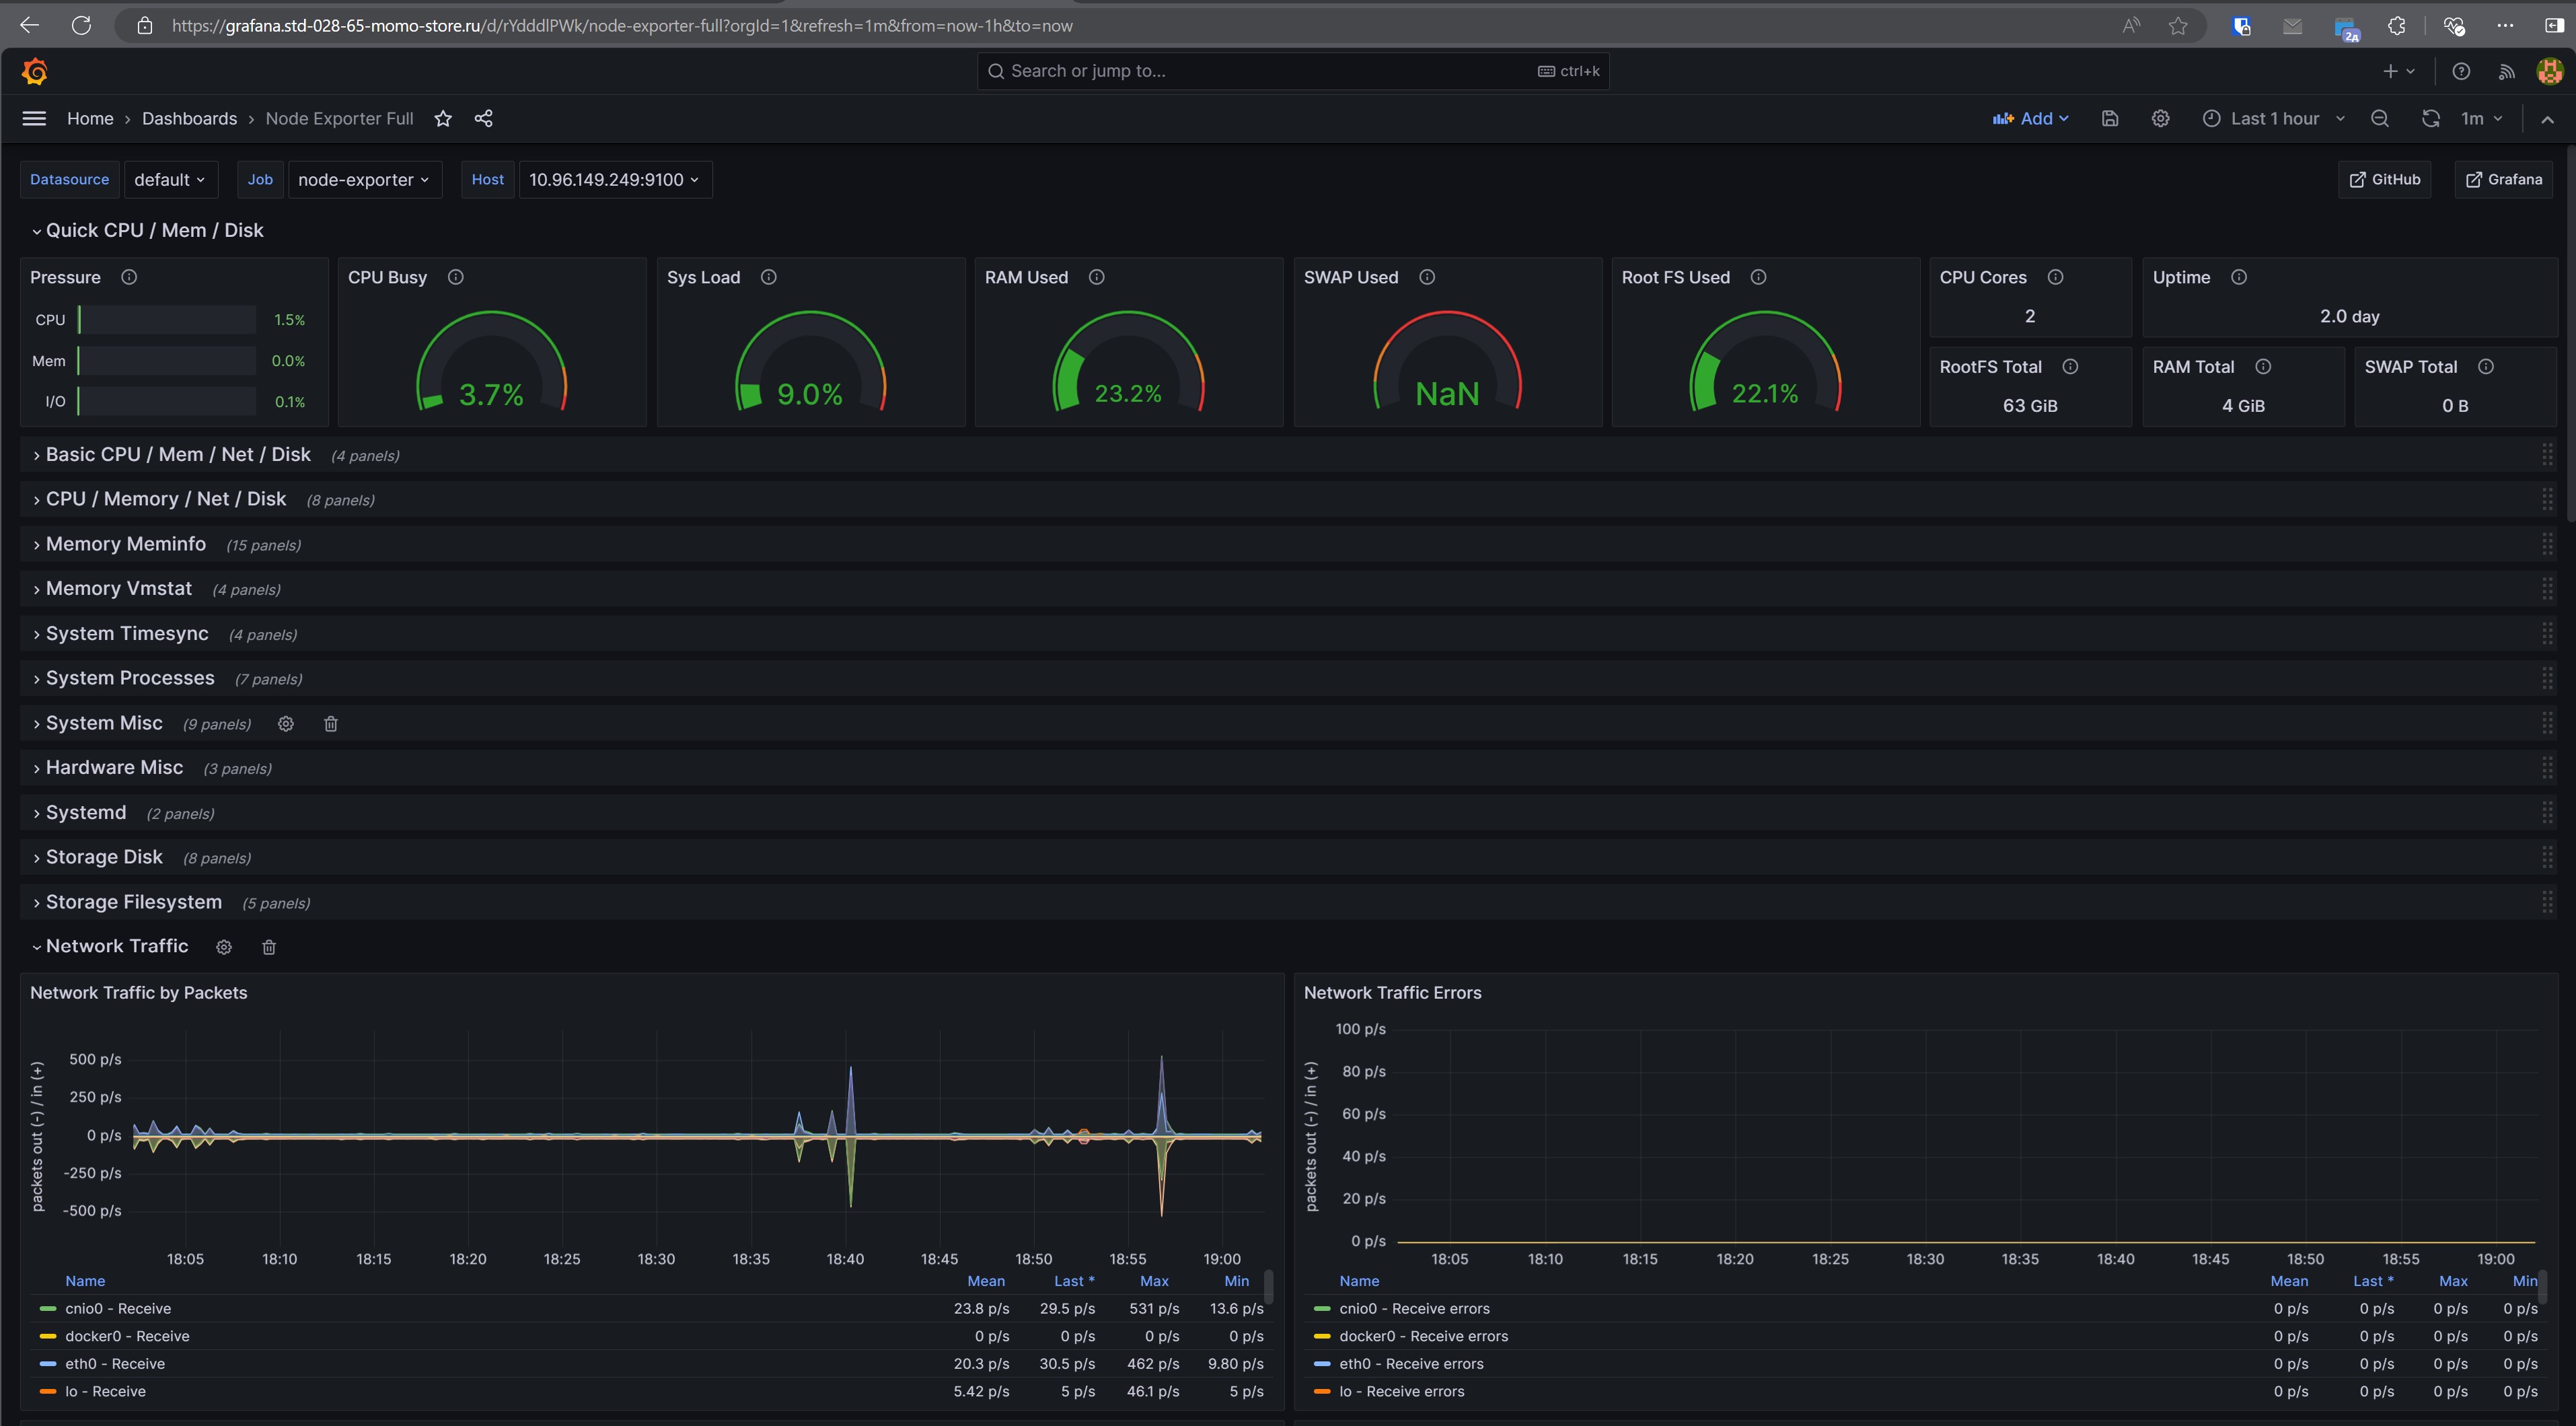 https://grafana.std-028-65-momo-store.ru/d/rYdddlPWk/node-exporter-full?orgId=1&refresh=1m&from=now-1h&to=now
2д
Search or jump to... ctrl+k
Home › Dashboards › Node Exporter Full Add Last 1 hour 1m
Datasource default Job node-exporter Host 10.96.149.249:9100 GitHub Grafana
Quick CPU / Mem / Disk
Pressure
CPU 1.5%
Mem 0.0%
I/O 0.1%
CPU Busy
3.7%
Sys Load
9.0%
RAM Used
23.2%
SWAP Used
NaN
Root FS Used
22.1%
CPU Cores
2
Uptime
2.0 day
RootFS Total
63 GiB
RAM Total
4 GiB
SWAP Total
0 B
Basic CPU / Mem / Net / Disk (4 panels)
CPU / Memory / Net / Disk (8 panels)
Memory Meminfo (15 panels)
Memory Vmstat (4 panels)
System Timesync (4 panels)
System Processes (7 panels)
System Misc (9 panels)
Hardware Misc (3 panels)
Systemd (2 panels)
Storage Disk (8 panels)
Storage Filesystem (5 panels)
Network Traffic
Network Traffic by Packets
packets out (-) / in (+)
500 p/s
250 p/s
0 p/s
-250 p/s
-500 p/s
18:05 18:10 18:15 18:20 18:25 18:30 18:35 18:40 18:45 18:50 18:55 19:00
Name Mean Last * Max Min
cnio0 - Receive 23.8 p/s 29.5 p/s 531 p/s 13.6 p/s
docker0 - Receive 0 p/s 0 p/s 0 p/s 0 p/s
eth0 - Receive 20.3 p/s 30.5 p/s 462 p/s 9.80 p/s
lo - Receive 5.42 p/s 5 p/s 46.1 p/s 5 p/s
Network Traffic Errors
packets out (-) / in (+)
100 p/s
80 p/s
60 p/s
40 p/s
20 p/s
0 p/s
18:05 18:10 18:15 18:20 18:25 18:30 18:35 18:40 18:45 18:50 18:55 19:00
Name Mean Last * Max Min
cnio0 - Receive errors 0 p/s 0 p/s 0 p/s 0 p/s
docker0 - Receive errors 0 p/s 0 p/s 0 p/s 0 p/s
eth0 - Receive errors 0 p/s 0 p/s 0 p/s 0 p/s
lo - Receive errors 0 p/s 0 p/s 0 p/s 0 p/s